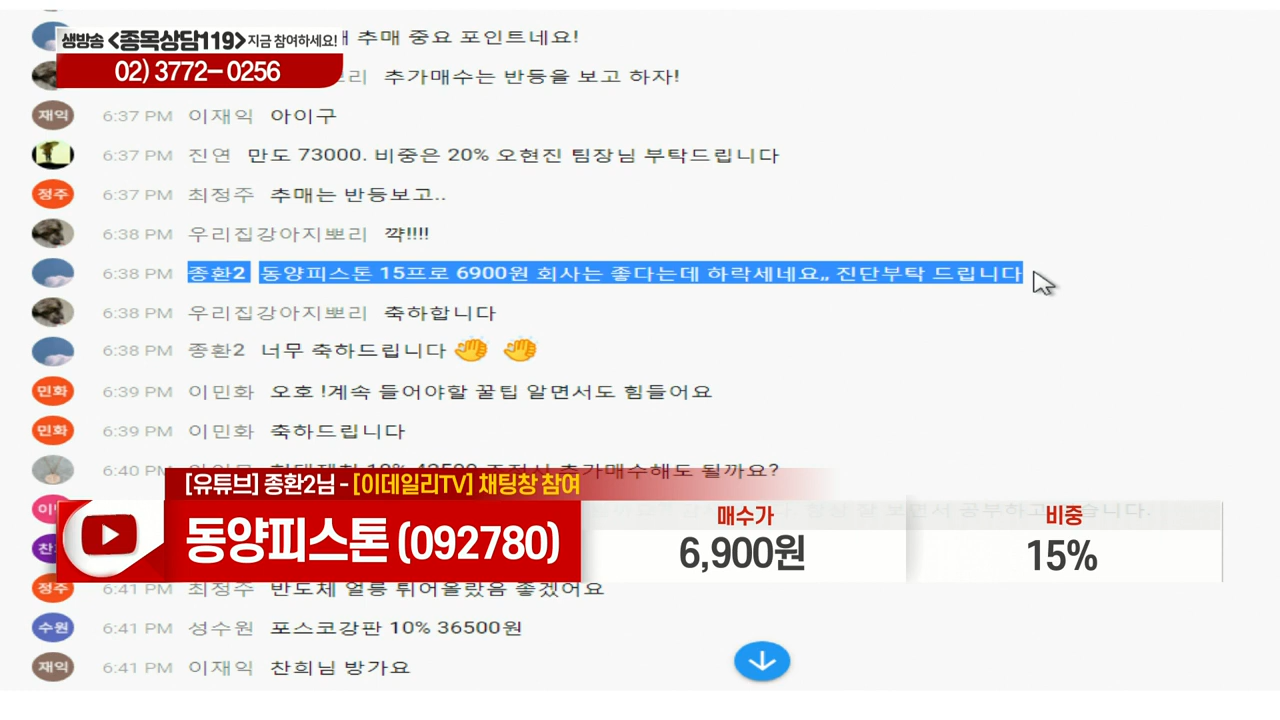 생방송 <종목상담119> 지금 참여하세요!
02) 3772-0256
추매 중요 포인트네요!
추가매수는 반등을 보고 하자!
재익 6:37 PM 이재익 아이구
6:37 PM 진연 만도 73000. 비중은 20% 오현진 팀장님 부탁드립니다
정주 6:37 PM 최정주 추매는 반등보고..
6:38 PM 우리집강아지뽀리 꺅!!!!
6:38 PM 종환2 동양피스톤 15프로 6900원 회사는 좋다는데 하락세네요,, 진단부탁 드립니다
6:38 PM 우리집강아지뽀리 축하합니다
6:38 PM 종환2 너무 축하드립니다 👏 👏
민화 6:39 PM 이민화 오호 !계속 들어야할 꿀팁 알면서도 힘들어요
민화 6:39 PM 이민화 축하드립니다
6:40 PM 추가매수해도 될까요?
[유튜브] 종환2님 - [이데일리TV] 채팅창 참여
동양피스톤 (092780)
매수가
6,900원
비중
15%
정주 6:41 PM 최정주 반도체 얼릉 튀어올랐음 좋겠어요
수원 6:41 PM 성수원 포스코강판 10% 36500원
재익 6:41 PM 이재익 찬희님 방가요